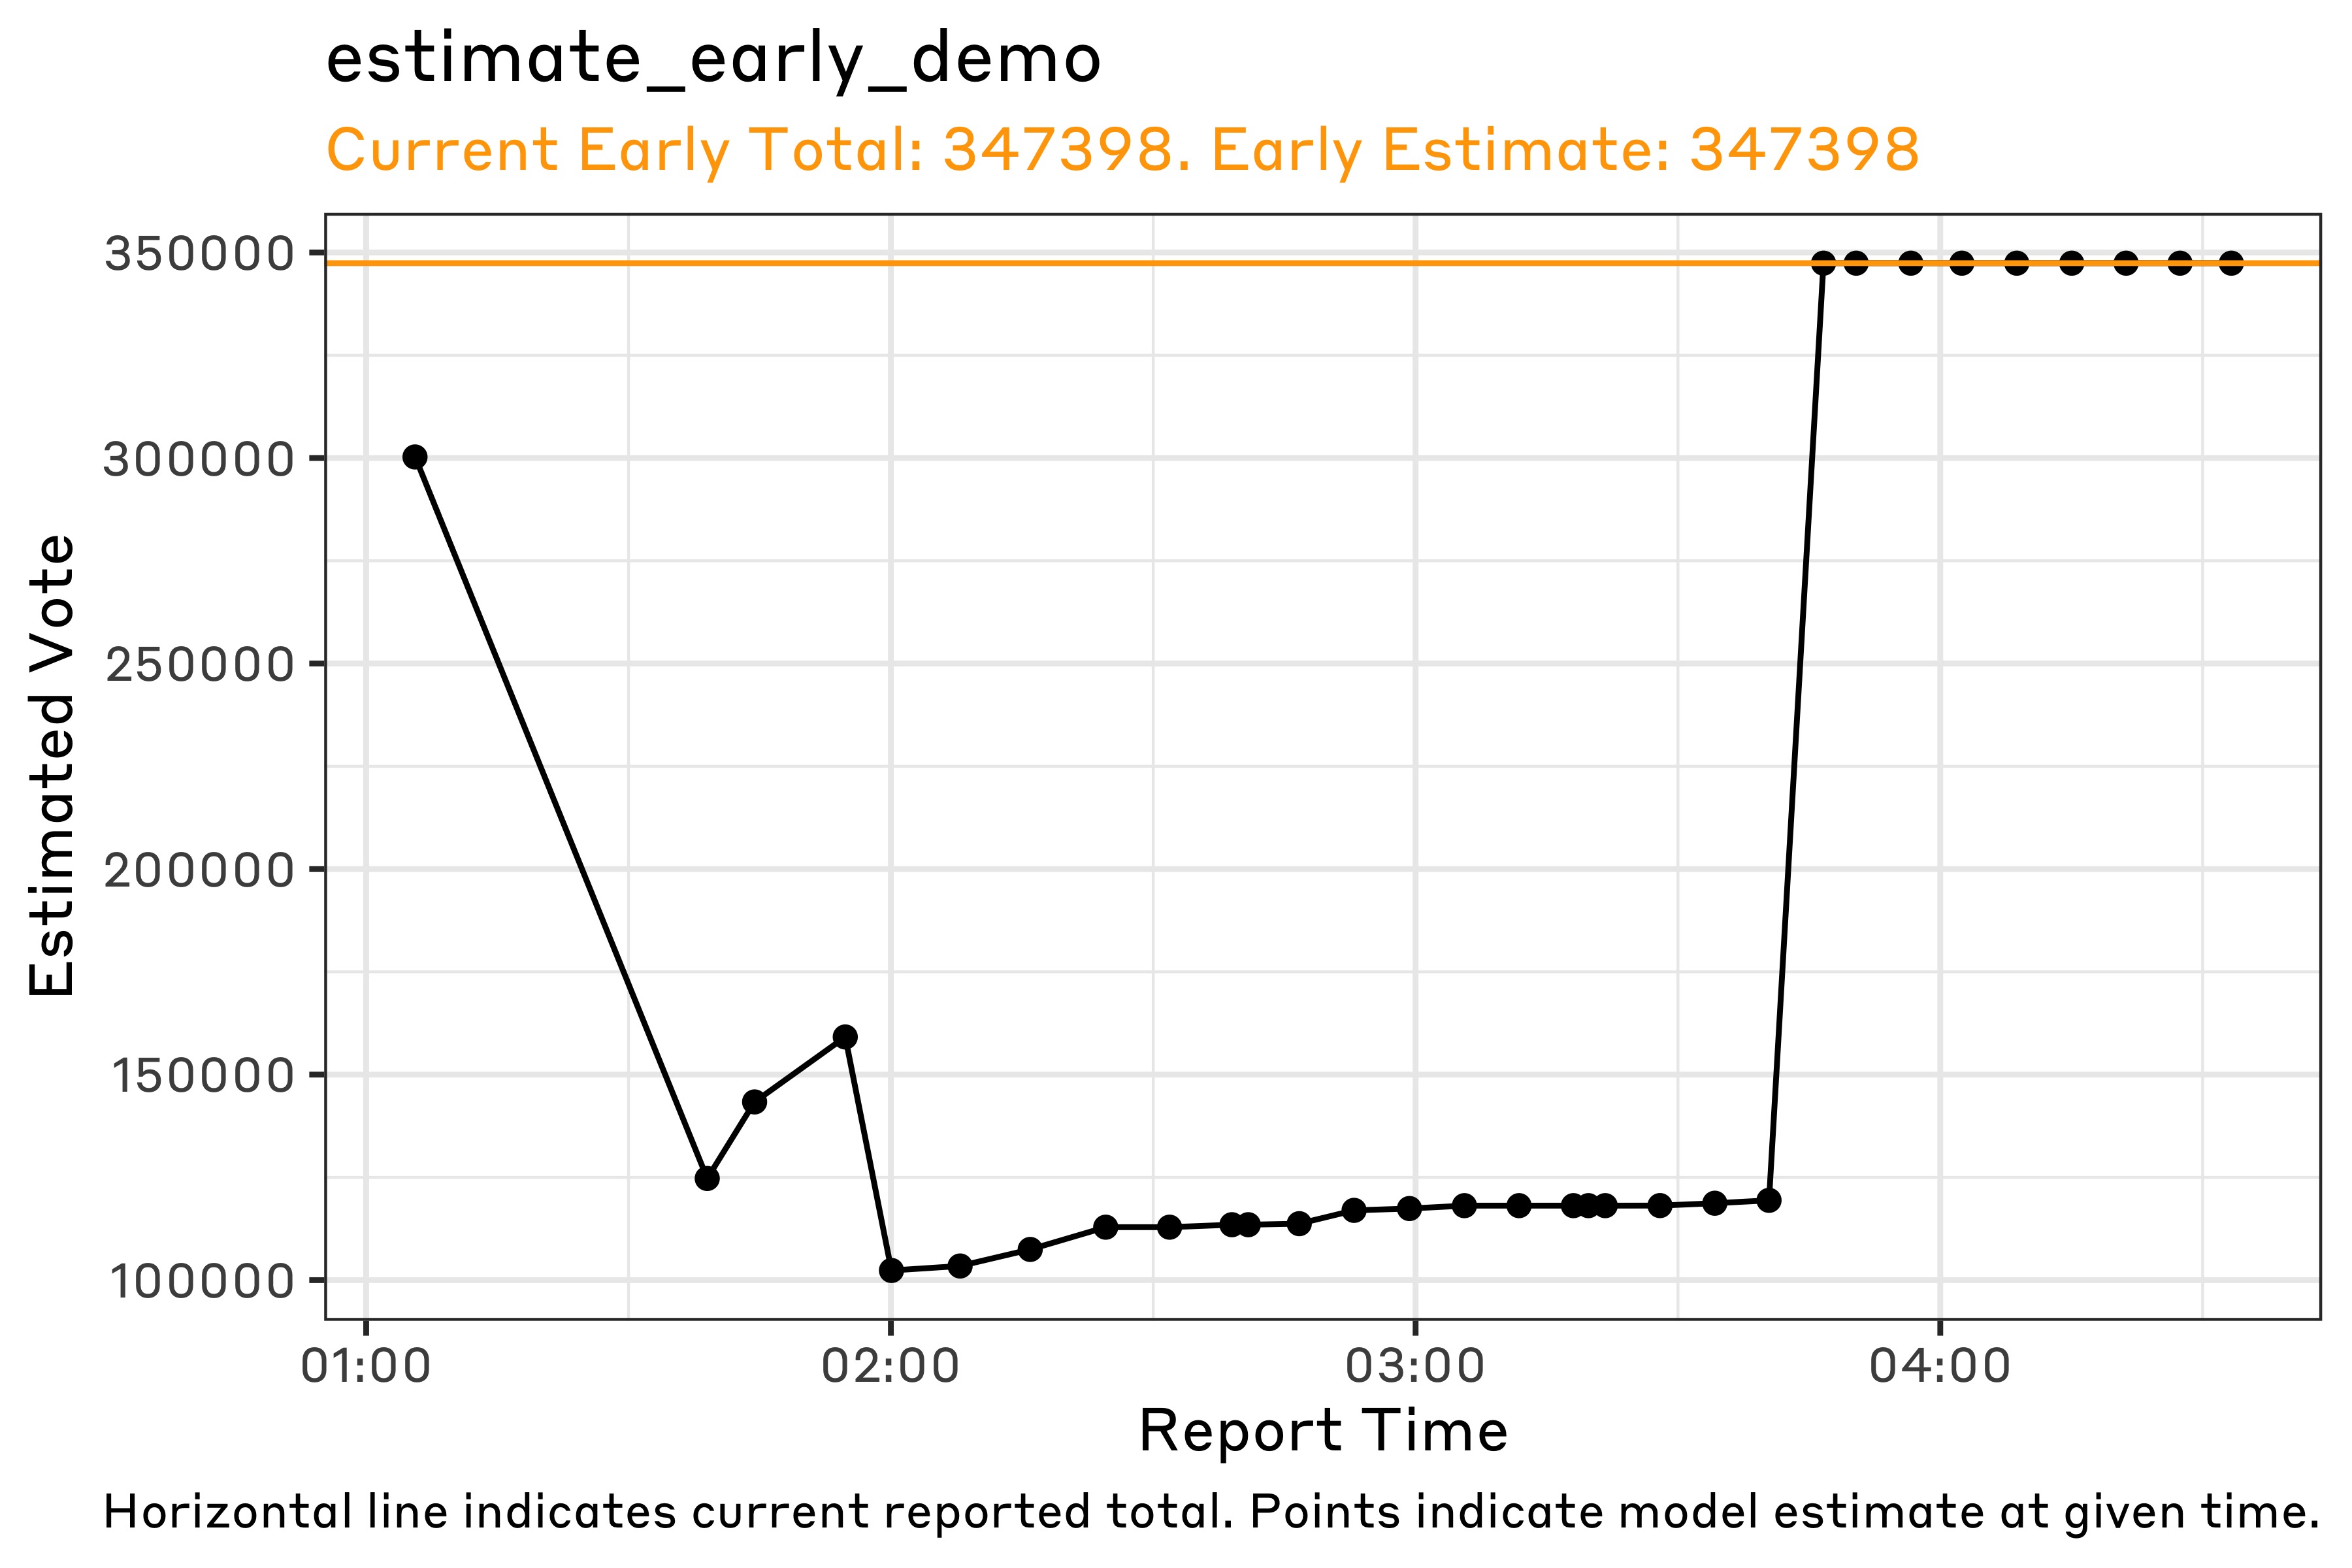 estimate_early_demo
Current Early Total: 347398. Early Estimate: 347398
350000
300000
250000
200000
150000
100000
Estimated Vote
01:00 02:00 03:00 04:00
Report Time
Horizontal line indicates current reported total. Points indicate model estimate at given time.